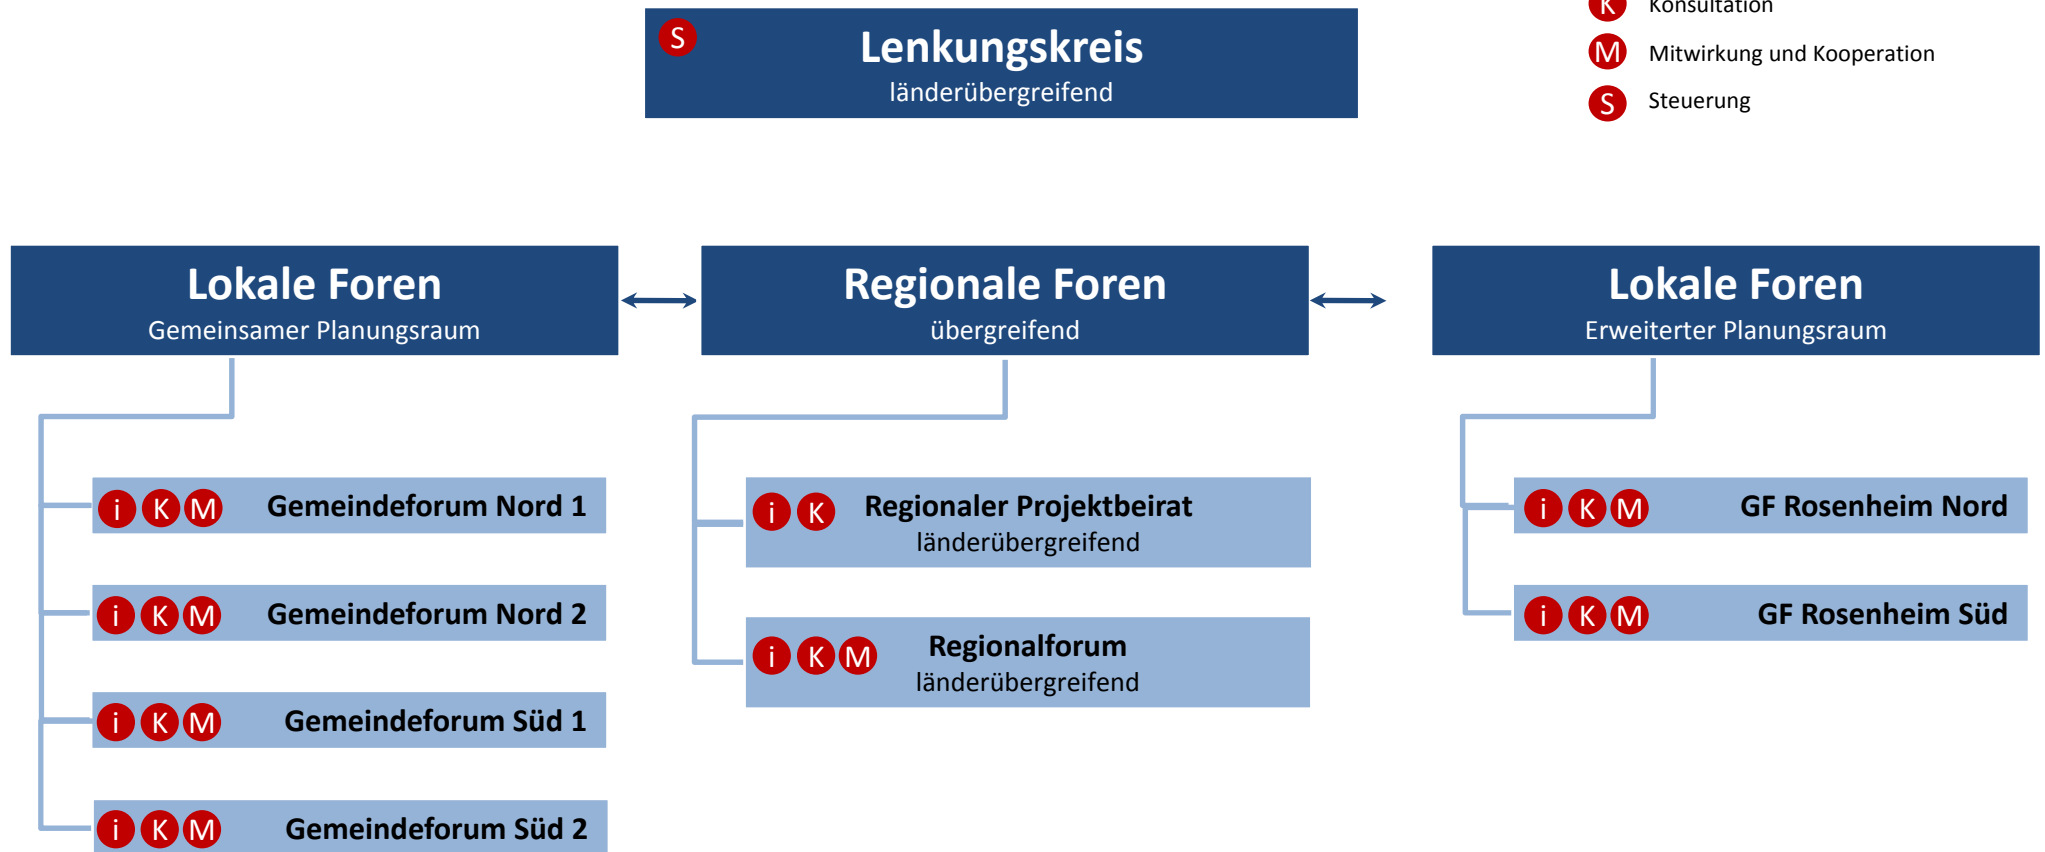 K Konsultation
M Mitwirkung und Kooperation
S Steuerung
S Lenkungskreis
länderübergreifend
Lokale Foren
Gemeinsamer Planungsraum
i K M Gemeindeforum Nord 1
i K M Gemeindeforum Nord 2
i K M Gemeindeforum Süd 1
i K M Gemeindeforum Süd 2
Regionale Foren
übergreifend
i K Regionaler Projektbeirat
länderübergreifend
i K M Regionalforum
länderübergreifend
Lokale Foren
Erweiterter Planungsraum
i K M GF Rosenheim Nord
i K M GF Rosenheim Süd